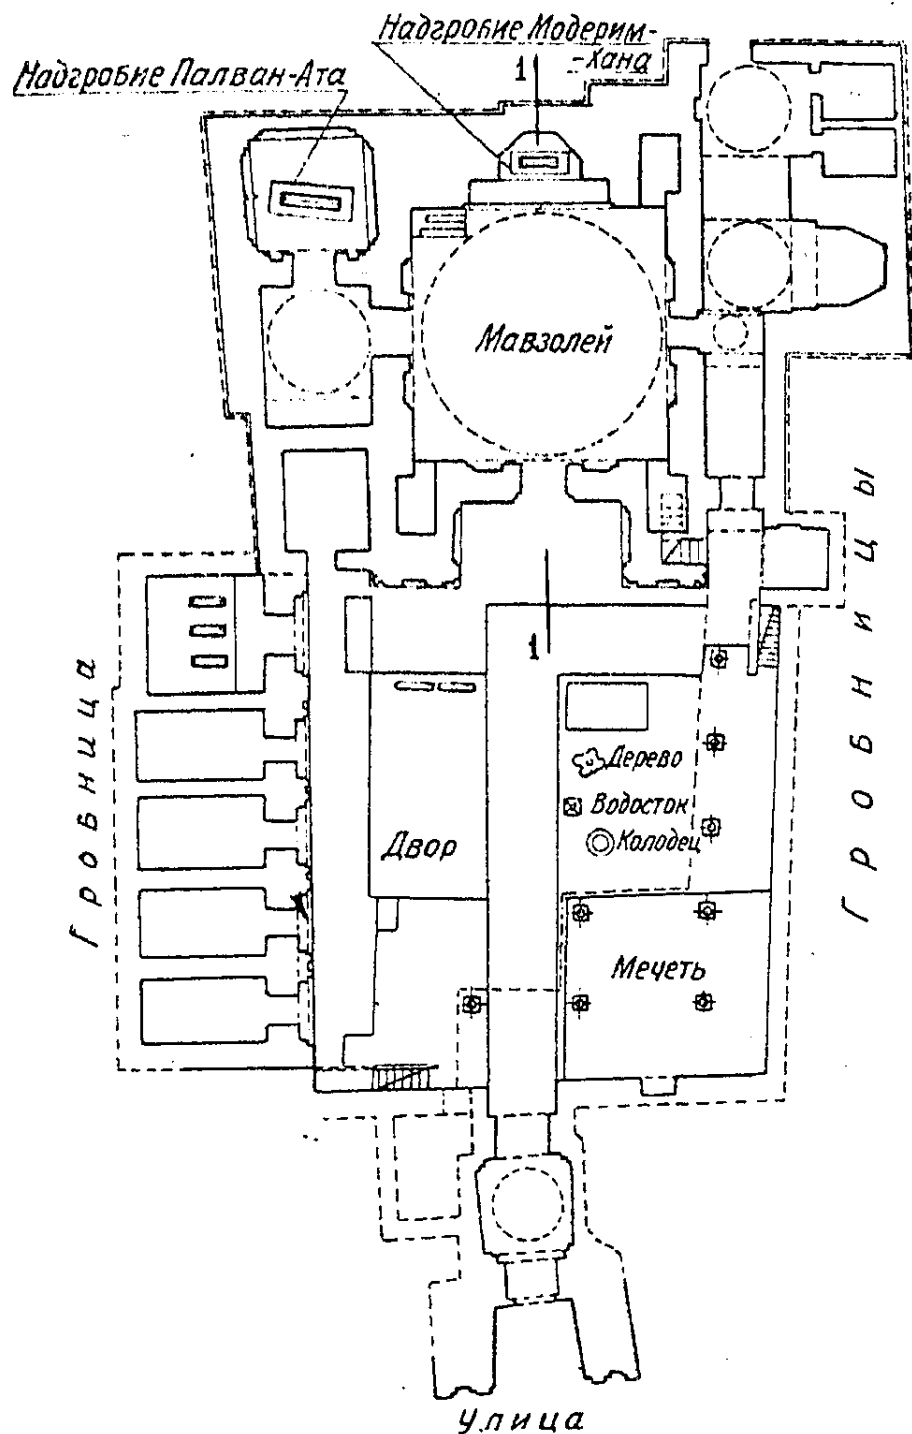 Надгробие Модерим-
-Хана
Надгробие Палван-Ата
1
Мавзолей
1
Гробница
Гробницы
Дерево
Водосток
Колодец
Двор
Мечеть
Улица